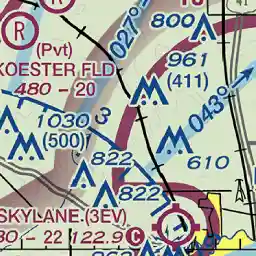 41
800
R
R
(Pvt)
027°
KOESTER FLD
480 - 20
961
(411)
043°
1030
(500)
3
822
610
822
SKYLANE (3EV)
- 22 122.9 C